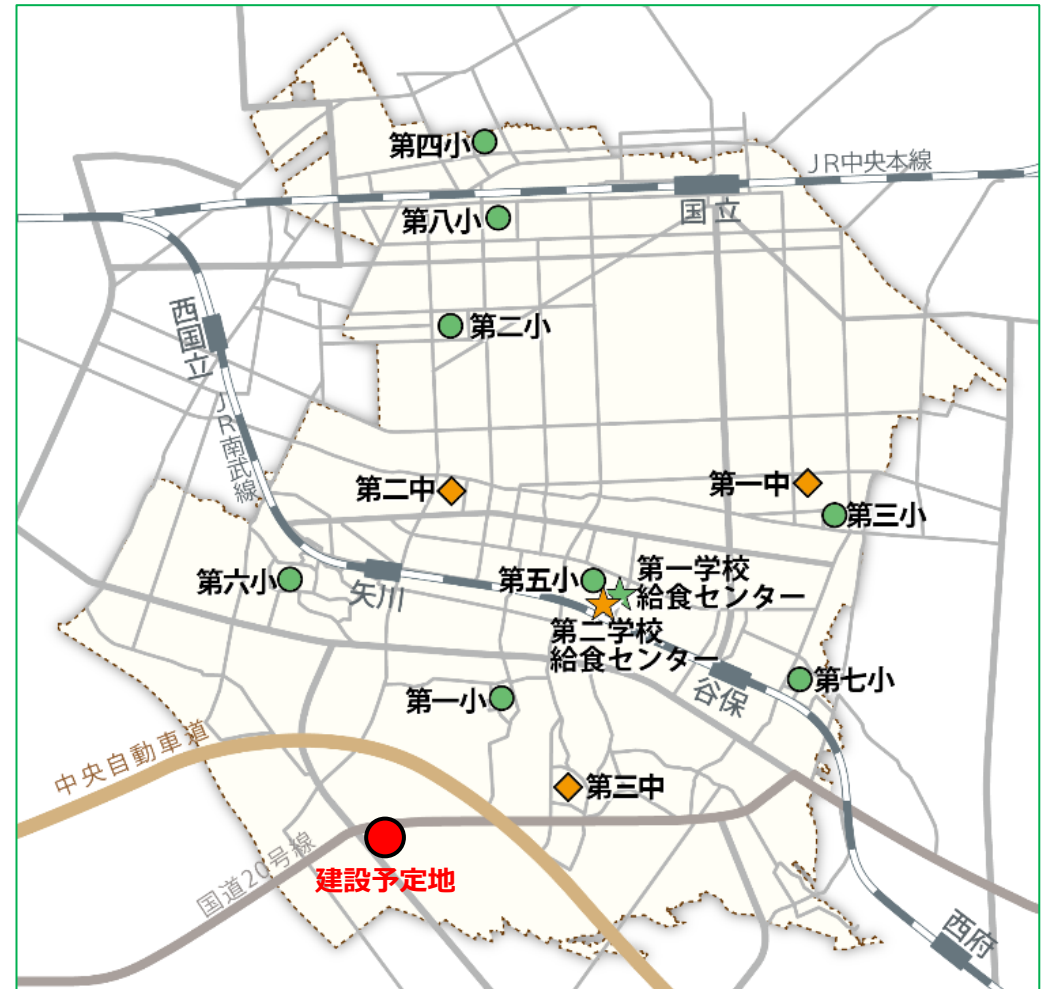 第四小
JR中央本線
国立
第八小
西国立
第二小
JR南武線
第二中
第一中
第三小
第六小
矢川
第五小
第一学校
給食センター
第二学校
給食センター
谷保
第七小
第一小
中央自動車道
第三中
国道20号線
建設予定地
西府